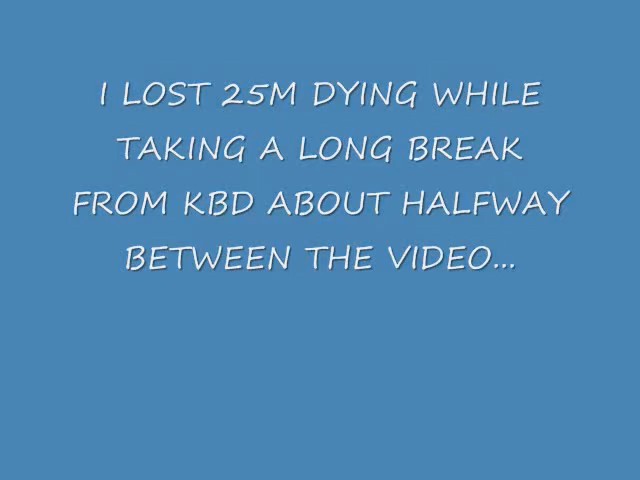 I LOST 25M DYING WHILE
TAKING A LONG BREAK
FROM KBD ABOUT HALFWAY
BETWEEN THE VIDEO...